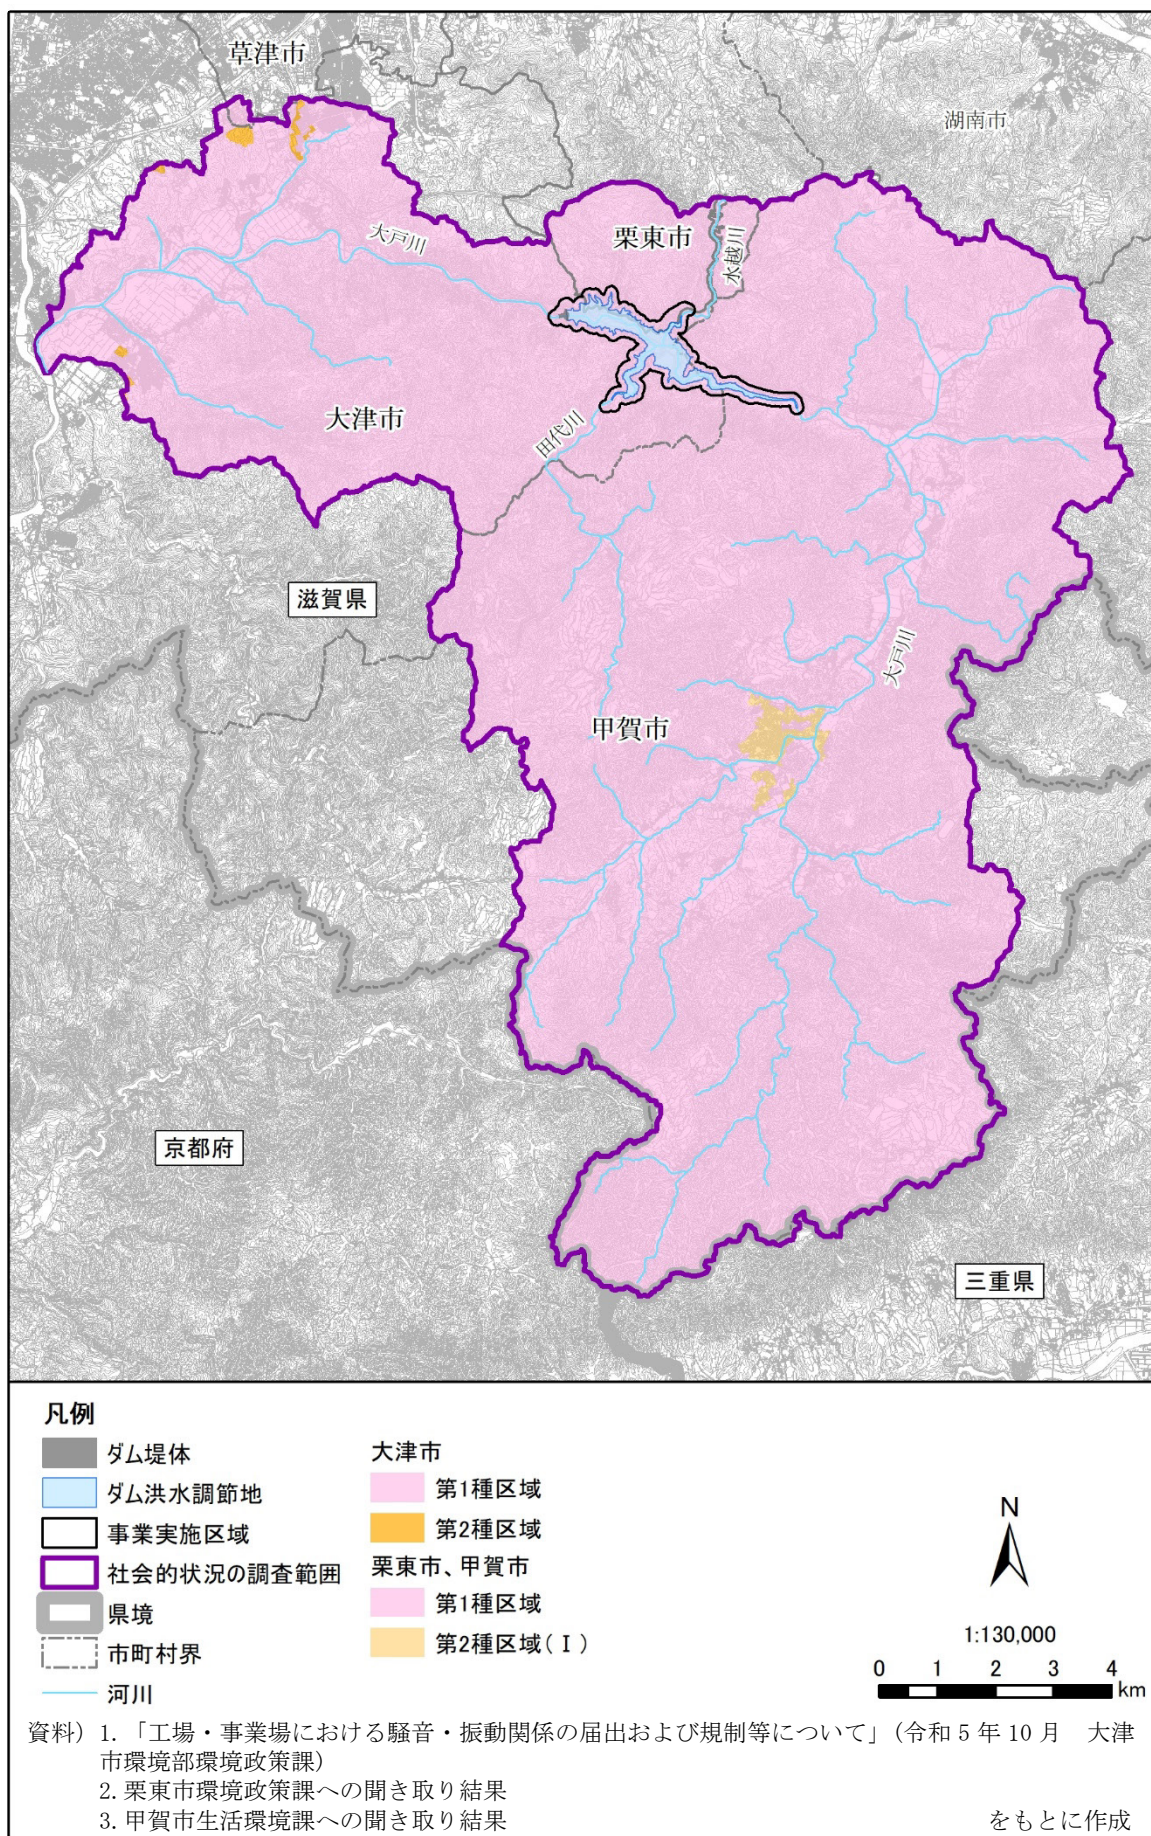 草津市
湖南市
栗東市
水越川
大戸川
大津市
田代川
滋賀県
大戸川
甲賀市
京都府
三重県
凡例
ダム堤体
ダム洪水調節地
事業実施区域
社会的状況の調査範囲
県境
市町村界
河川
大津市
第1種区域
第2種区域
栗東市、甲賀市
第1種区域
第2種区域(Ⅰ)
N
1:130,000
0 1 2 3 4
km
資料) 1. 「工場・事業場における騒音・振動関係の届出および規制等について」(令和 5 年 10 月　大津
市環境部環境政策課)
2. 栗東市環境政策課への聞き取り結果
3. 甲賀市生活環境課への聞き取り結果
をもとに作成